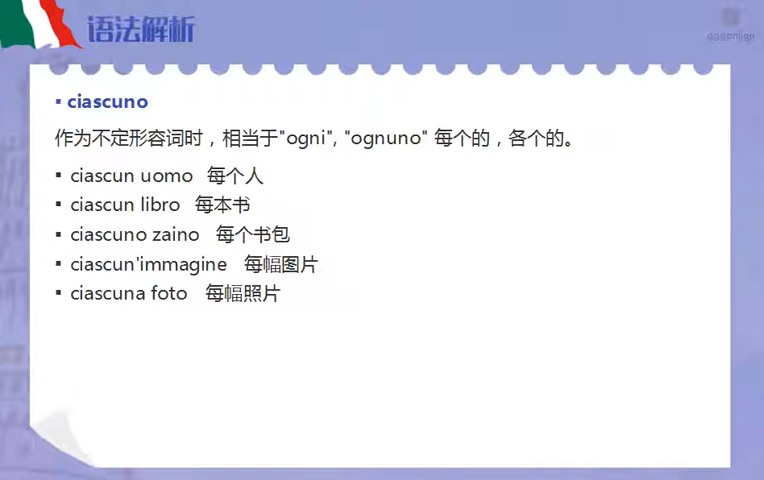 语法解析
▪ ciascuno
作为不定形容词时，相当于"ogni", "ognuno" 每个的，各个的。
▪ ciascun uomo 每个人
▪ ciascun libro 每本书
▪ ciascuno zaino 每个书包
▪ ciascun'immagine 每幅图片
▪ ciascuna foto 每幅照片